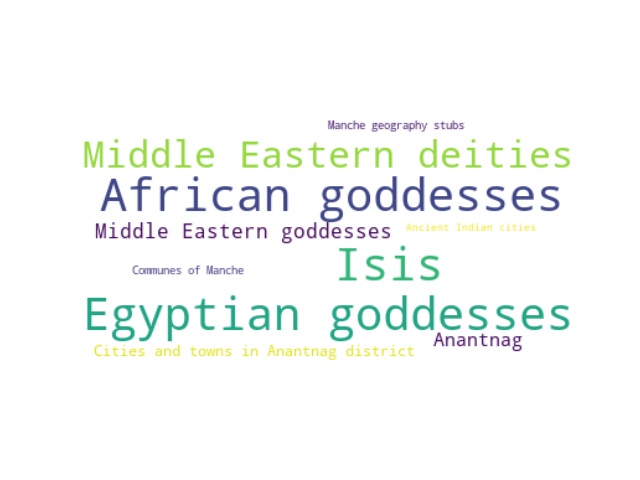 Manche geography stubs
Middle Eastern deities
African goddesses
Middle Eastern goddesses
Ancient Indian cities
Isis
Communes of Manche
Egyptian goddesses
Anantnag
Cities and towns in Anantnag district